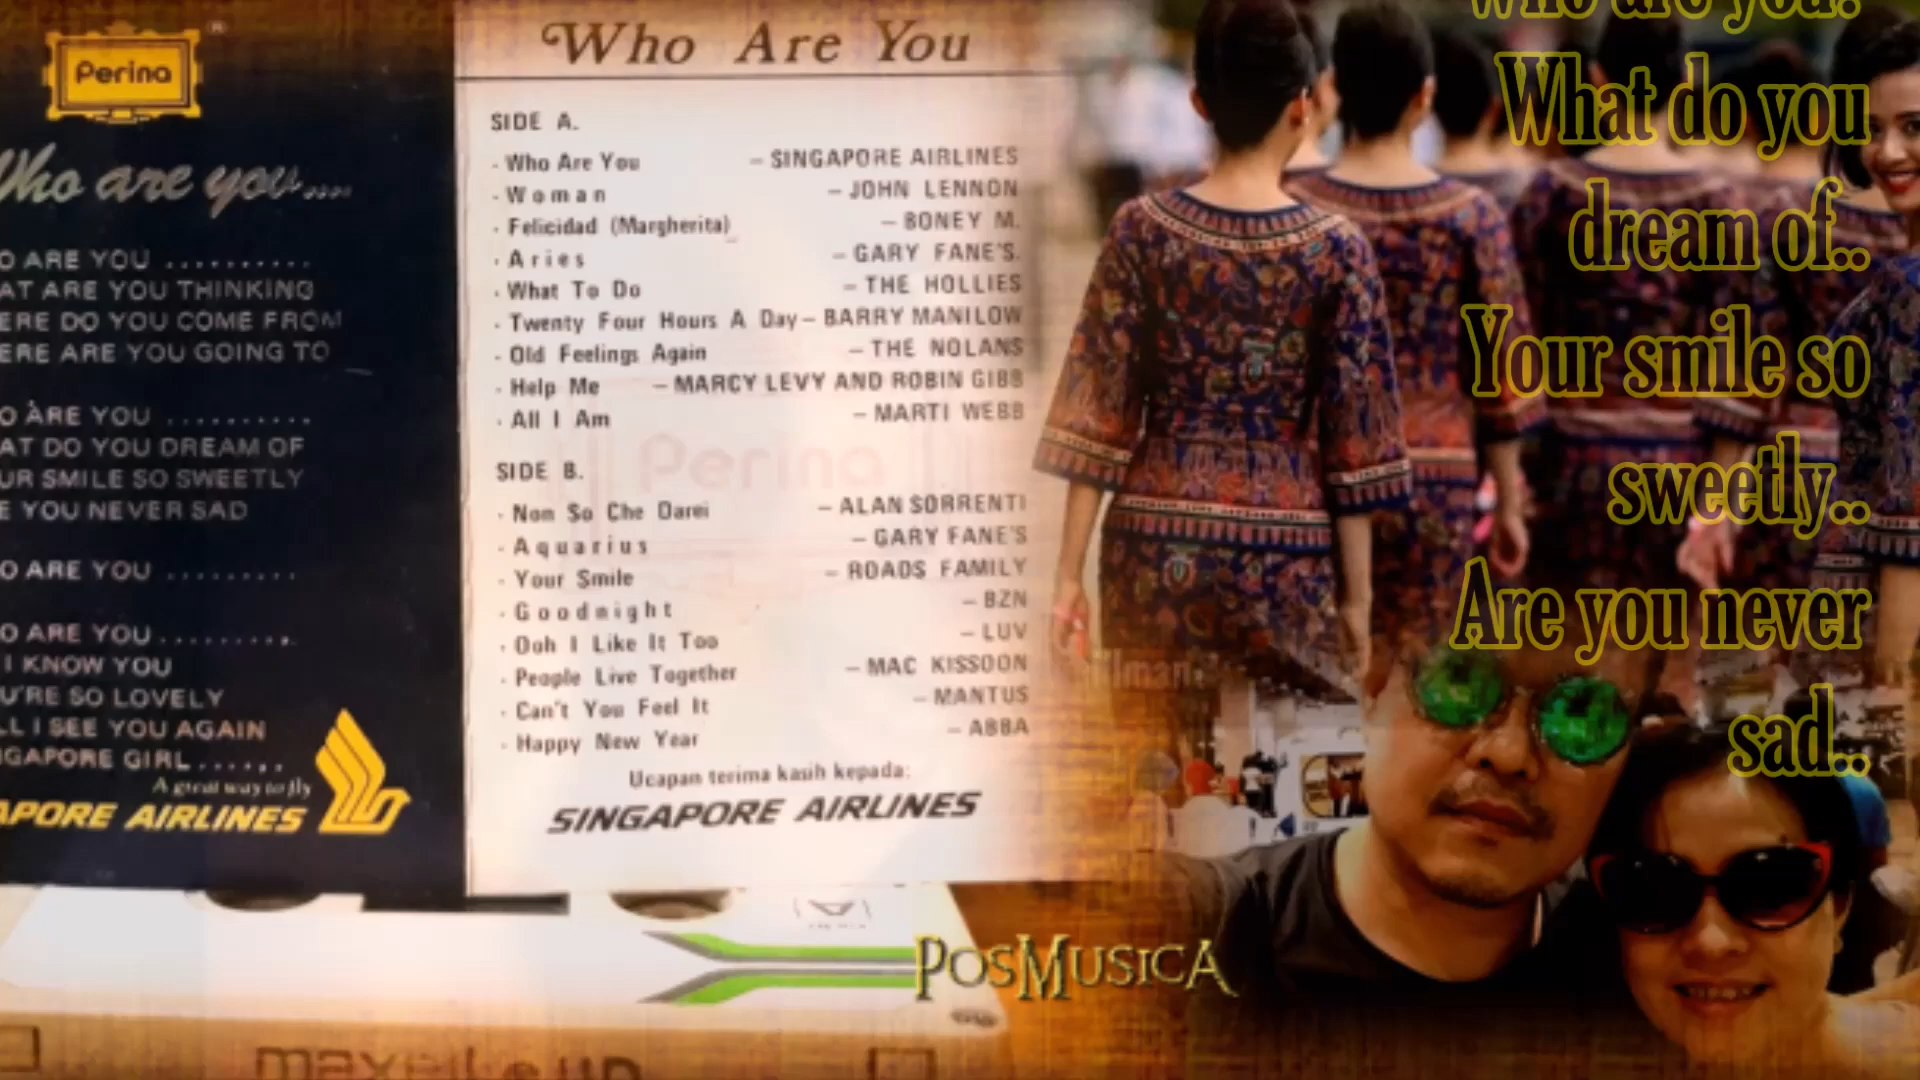 Perina
Who are you....
O ARE YOU ..........
AT ARE YOU THINKING
ERE DO YOU COME FROM
ERE ARE YOU GOING TO
O ARE YOU ..........
AT DO YOU DREAM OF
UR SMILE SO SWEETLY
E YOU NEVER SAD
O ARE YOU .........
O ARE YOU.........
I KNOW YOU
U'RE SO LOVELY
LL I SEE YOU AGAIN
NGAPORE GIRL......
A great way to fly
APORE AIRLINES
Who Are You
SIDE A.
- Who Are You – SINGAPORE AIRLINES
- Woman – JOHN LENNON
- Felicidad (Margherita) – BONEY M.
- Aries – GARY FANE'S.
- What To Do – THE HOLLIES
- Twenty Four Hours A Day – BARRY MANILOW
- Old Feelings Again – THE NOLANS
- Help Me – MARCY LEVY AND ROBIN GIBB
- All I Am – MARTI WEBB
Perina
SIDE B.
- Non So Che Darei – ALAN SORRENTI
- Aquarius – GARY FANE'S
- Your Smile – ROADS FAMILY
- Goodnight – BZN
- Ooh I Like It Too – LUV
- People Live Together – MAC KISSOON
- Can't You Feel It – MANTUS
- Happy New Year – ABBA
Ucapan terima kasih kepada:
SINGAPORE AIRLINES
who are you.
What do you
dream of..
Your smile so
sweetly..
Are you never
sad..
POSMUSICA